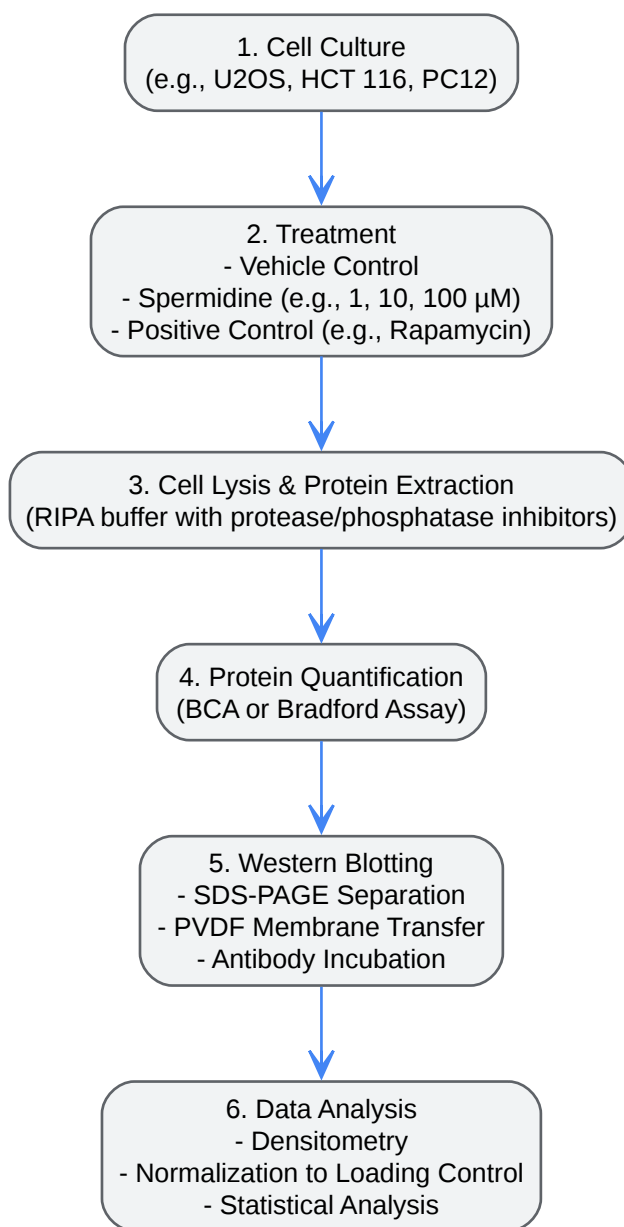 1. Cell Culture
(e.g., U2OS, HCT 116, PC12)
2. Treatment
- Vehicle Control
- Spermidine (e.g., 1, 10, 100 µM)
- Positive Control (e.g., Rapamycin)
3. Cell Lysis & Protein Extraction
(RIPA buffer with protease/phosphatase inhibitors)
4. Protein Quantification
(BCA or Bradford Assay)
5. Western Blotting
- SDS-PAGE Separation
- PVDF Membrane Transfer
- Antibody Incubation
6. Data Analysis
- Densitometry
- Normalization to Loading Control
- Statistical Analysis